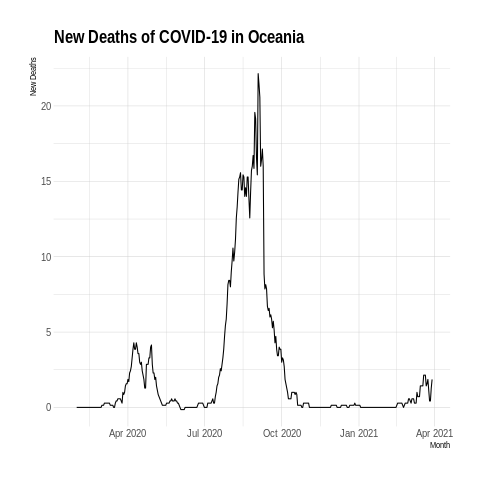 New Deaths of COVID-19 in Oceania
New Deaths
20
15
10
5
0
Apr 2020 Jul 2020 Oct 2020 Jan 2021 Apr 2021
Month